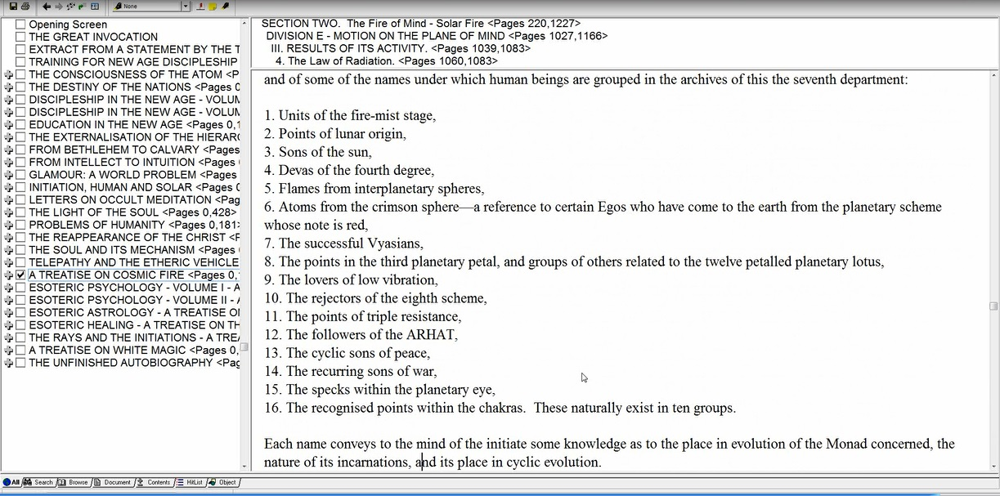 None
Opening Screen
THE GREAT INVOCATION
EXTRACT FROM A STATEMENT BY THE T
TRAINING FOR NEW AGE DISCIPLESHIP
THE CONSCIOUSNESS OF THE ATOM <P
THE DESTINY OF THE NATIONS <Pages 0
DISCIPLESHIP IN THE NEW AGE - VOLUM
DISCIPLESHIP IN THE NEW AGE - VOLUM
EDUCATION IN THE NEW AGE <Pages 0,1
THE EXTERNALISATION OF THE HIERARC
FROM BETHLEHEM TO CALVARY <Pages
FROM INTELLECT TO INTUITION <Pages 0
GLAMOUR: A WORLD PROBLEM <Pages
INITIATION, HUMAN AND SOLAR <Pages 0
LETTERS ON OCCULT MEDITATION <Pag
THE LIGHT OF THE SOUL <Pages 0,428>
PROBLEMS OF HUMANITY <Pages 0,181>
THE REAPPEARANCE OF THE CHRIST <P
THE SOUL AND ITS MECHANISM <Pages
TELEPATHY AND THE ETHERIC VEHICLE
A TREATISE ON COSMIC FIRE <Pages 0,
ESOTERIC PSYCHOLOGY - VOLUME I - A
ESOTERIC PSYCHOLOGY - VOLUME II - A
ESOTERIC ASTROLOGY - A TREATISE ON
ESOTERIC HEALING - A TREATISE ON TH
THE RAYS AND THE INITIATIONS - A TREA
A TREATISE ON WHITE MAGIC <Pages 0,
THE UNFINISHED AUTOBIOGRAPHY <Pag
SECTION TWO.  The Fire of Mind - Solar Fire <Pages 220,1227>
DIVISION E - MOTION ON THE PLANE OF MIND <Pages 1027,1166>
III. RESULTS OF ITS ACTIVITY. <Pages 1039,1083>
4. The Law of Radiation. <Pages 1060,1083>
and of some of the names under which human beings are grouped in the archives of this the seventh department:
1. Units of the fire-mist stage,
2. Points of lunar origin,
3. Sons of the sun,
4. Devas of the fourth degree,
5. Flames from interplanetary spheres,
6. Atoms from the crimson sphere—a reference to certain Egos who have come to the earth from the planetary scheme
whose note is red,
7. The successful Vyasians,
8. The points in the third planetary petal, and groups of others related to the twelve petalled planetary lotus,
9. The lovers of low vibration,
10. The rejectors of the eighth scheme,
11. The points of triple resistance,
12. The followers of the ARHAT,
13. The cyclic sons of peace,
14. The recurring sons of war,
15. The specks within the planetary eye,
16. The recognised points within the chakras.  These naturally exist in ten groups.
Each name conveys to the mind of the initiate some knowledge as to the place in evolution of the Monad concerned, the
nature of its incarnations, and its place in cyclic evolution.
All Search Browse Document Contents HitList Object